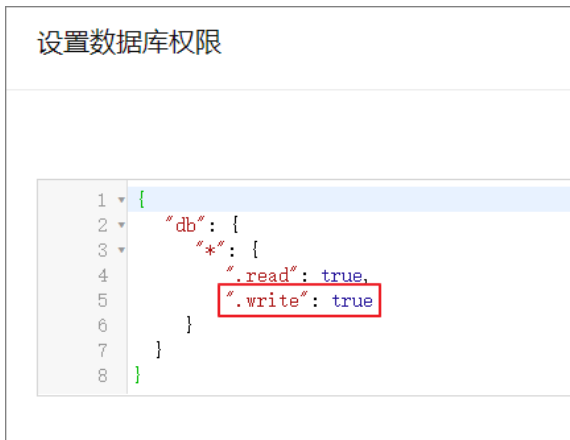 设置数据库权限
1 {
2 "db": {
3 "*": {
4 ".read": true,
5 ".write": true
6 }
7 }
8 }